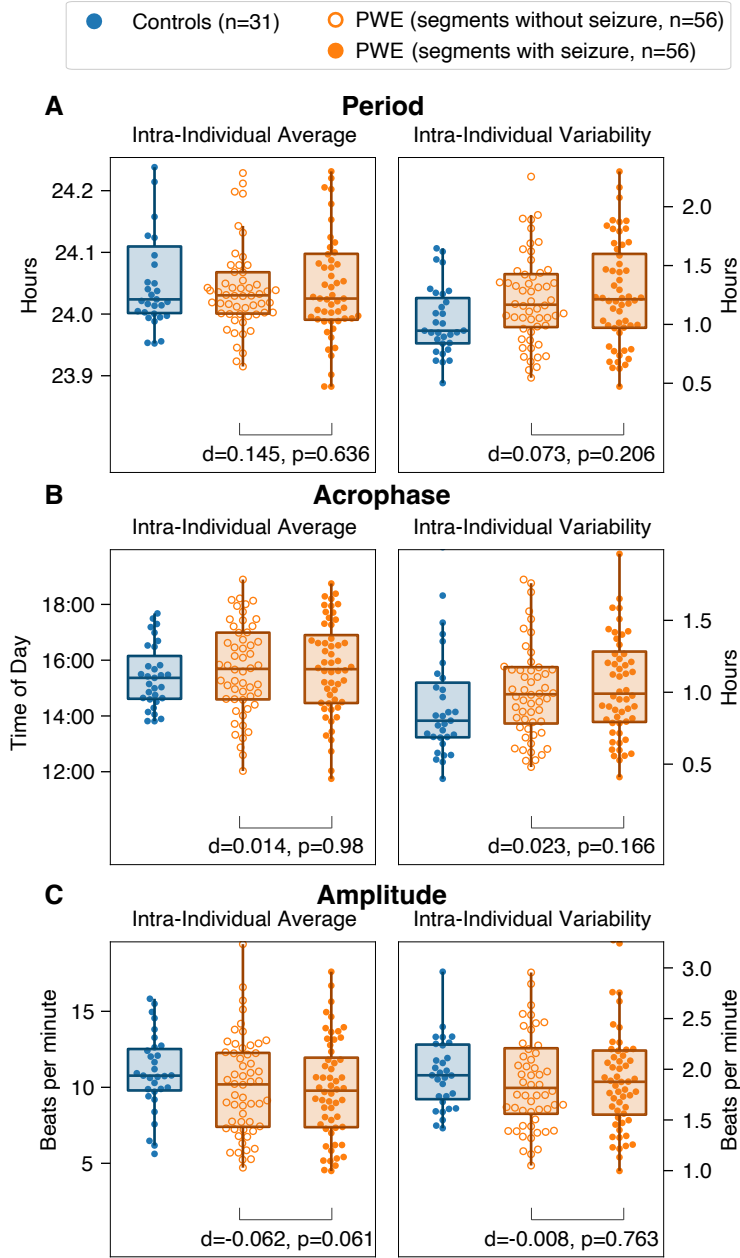 Controls (n=31)
PWE (segments without seizure, n=56)
PWE (segments with seizure, n=56)
A
Period
Intra-Individual Average
Intra-Individual Variability
Hours
24.2
24.1
24.0
23.9
2.0
1.5
1.0
0.5
Hours
d=0.145, p=0.636
d=0.073, p=0.206
B
Acrophase
Intra-Individual Average
Intra-Individual Variability
Time of Day
18:00
16:00
14:00
12:00
1.5
1.0
0.5
Hours
d=0.014, p=0.98
d=0.023, p=0.166
C
Amplitude
Intra-Individual Average
Intra-Individual Variability
Beats per minute
15
10
5
3.0
2.5
2.0
1.5
1.0
Beats per minute
d=-0.062, p=0.061
d=-0.008, p=0.763